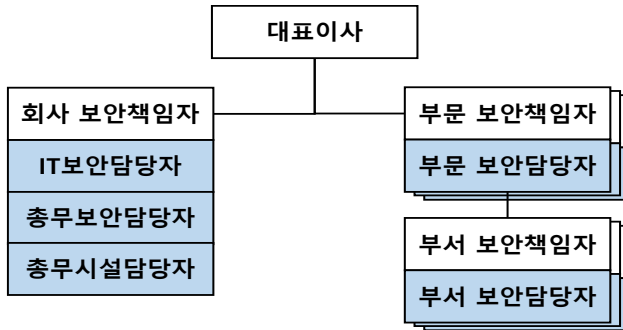 대표이사
회사 보안책임자
IT보안담당자
총무보안담당자
총무시설담당자
부문 보안책임자
부문 보안담당자
부서 보안책임자
부서 보안담당자